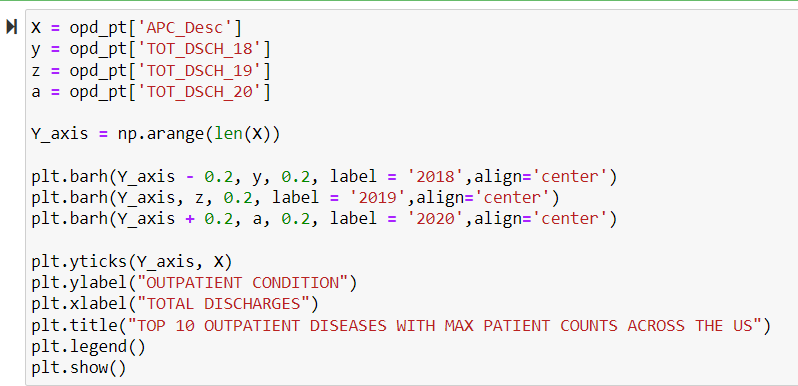 X = opd_pt['APC_Desc']
y = opd_pt['TOT_DSCH_18']
z = opd_pt['TOT_DSCH_19']
a = opd_pt['TOT_DSCH_20']
Y_axis = np.arange(len(X))
plt.barh(Y_axis - 0.2, y, 0.2, label = '2018',align='center')
plt.barh(Y_axis, z, 0.2, label = '2019',align='center')
plt.barh(Y_axis + 0.2, a, 0.2, label = '2020',align='center')
plt.yticks(Y_axis, X)
plt.ylabel("OUTPATIENT CONDITION")
plt.xlabel("TOTAL DISCHARGES")
plt.title("TOP 10 OUTPATIENT DISEASES WITH MAX PATIENT COUNTS ACROSS THE US")
plt.legend()
plt.show()